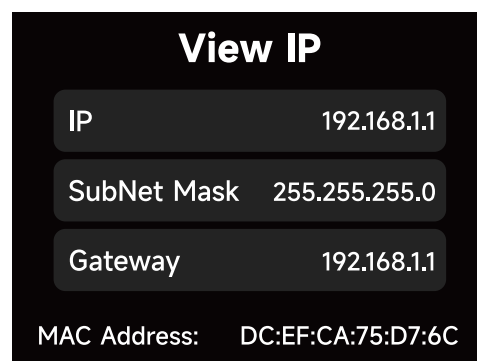 View IP
IP 192.168.1.1
SubNet Mask 255.255.255.0
Gateway 192.168.1.1
MAC Address: DC:EF:CA:75:D7:6C